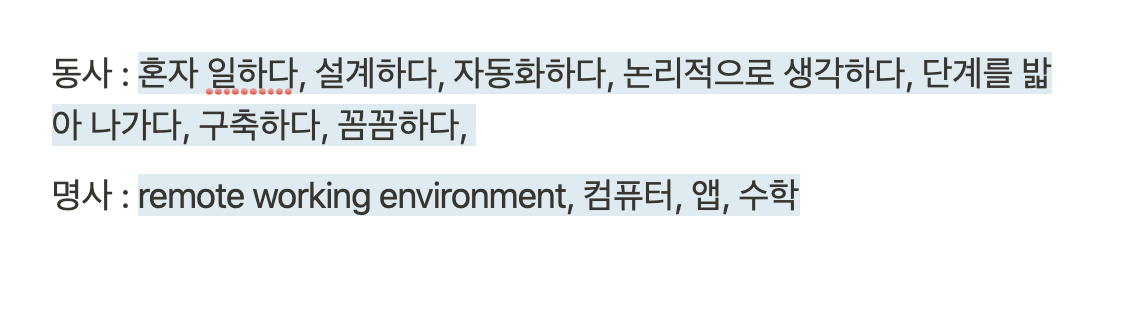 동사 : 혼자 일하다, 설계하다, 자동화하다, 논리적으로 생각하다, 단계를 밟
아 나가다, 구축하다, 꼼꼼하다,
명사 : remote working environment, 컴퓨터, 앱, 수학